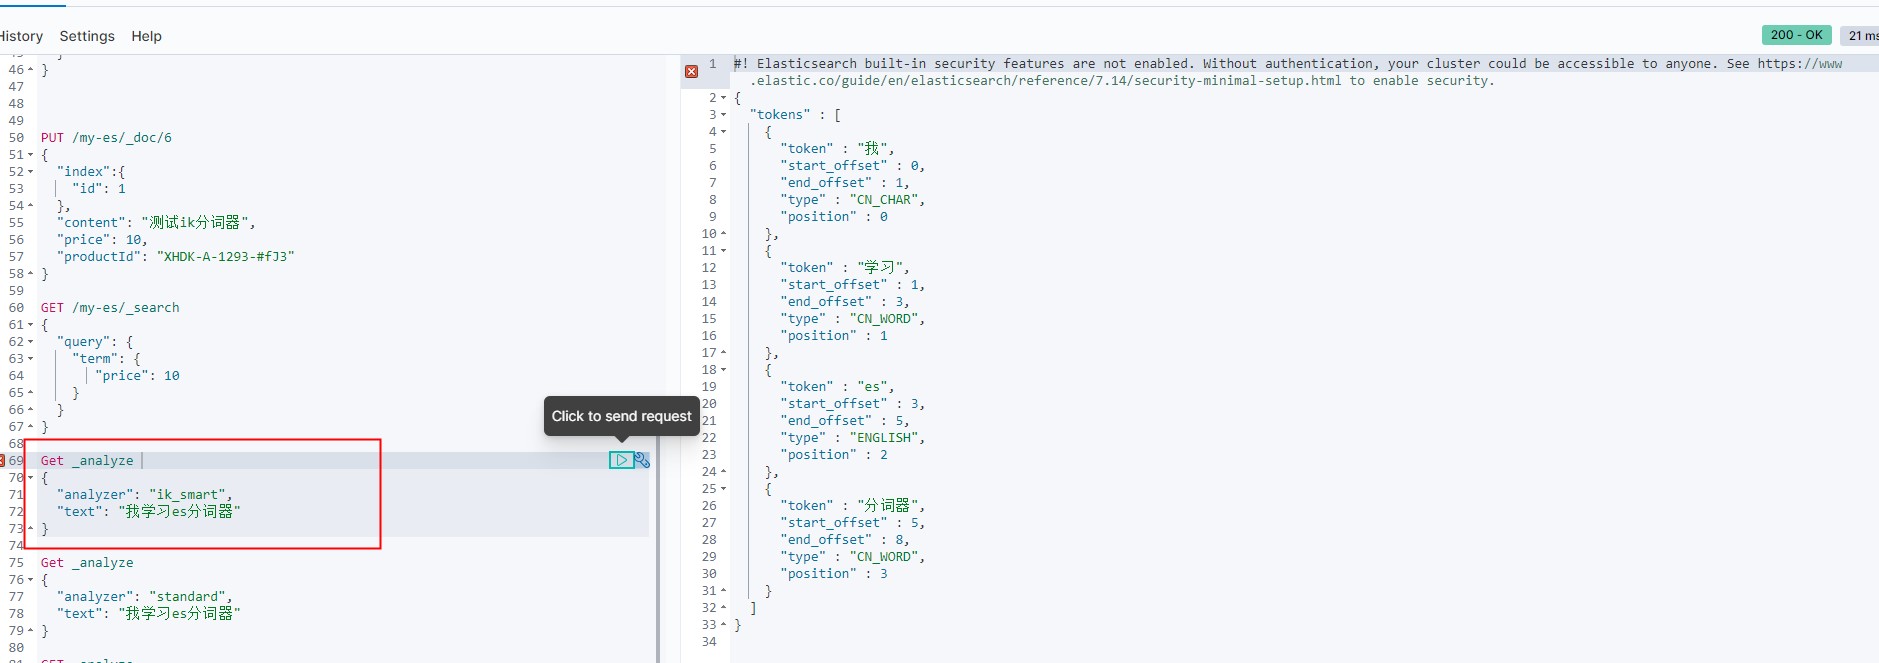 History Settings Help
200 - OK
21 ms
46 }
47
48
49
50 PUT /my-es/_doc/6
51 {
52 "index":{
53 "id": 1
54 },
55 "content": "测试ik分词器",
56 "price": 10,
57 "productId": "XHDK-A-1293-#fJ3"
58 }
59
60 GET /my-es/_search
61 {
62 "query": {
63 "term": {
64 "price": 10
65 }
66 }
67 }
68
69 Get _analyze
70 {
71 "analyzer": "ik_smart",
72 "text": "我学习es分词器"
73 }
74
75 Get _analyze
76 {
77 "analyzer": "standard",
78 "text": "我学习es分词器"
79 }
80
81 GET _analyze
Click to send request
1 #! Elasticsearch built-in security features are not enabled. Without authentication, your cluster could be accessible to anyone. See https://www
.elastic.co/guide/en/elasticsearch/reference/7.14/security-minimal-setup.html to enable security.
2 {
3 "tokens" : [
4 {
5 "token" : "我",
6 "start_offset" : 0,
7 "end_offset" : 1,
8 "type" : "CN_CHAR",
9 "position" : 0
10 },
11 {
12 "token" : "学习",
13 "start_offset" : 1,
14 "end_offset" : 3,
15 "type" : "CN_WORD",
16 "position" : 1
17 },
18 {
19 "token" : "es",
20 "start_offset" : 3,
21 "end_offset" : 5,
22 "type" : "ENGLISH",
23 "position" : 2
24 },
25 {
26 "token" : "分词器",
27 "start_offset" : 5,
28 "end_offset" : 8,
29 "type" : "CN_WORD",
30 "position" : 3
31 }
32 ]
33 }
34